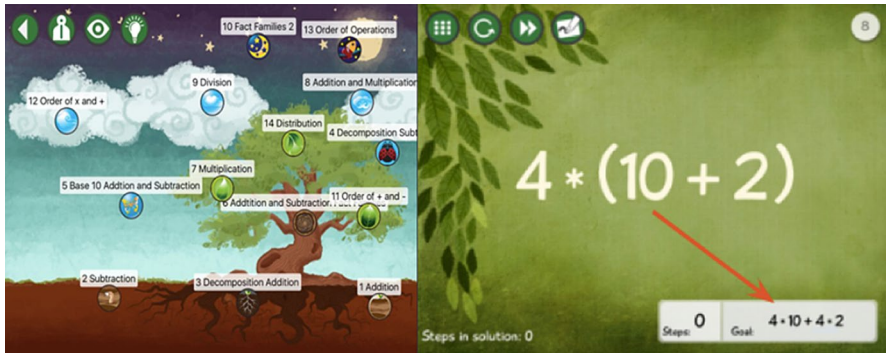 10 Fact Families 2
13 Order of Operations
9 Division
8 Addition and Multiplication
12 Order of x and +
14 Distribution
4 Decomposition Subt
7 Multiplication
5 Base 10 Addtion and Subtraction
6 Addtition and Subtraction
11 Order of + and -
2 Subtraction
3 Decomposition Addition
1 Addition
8
4 * (10 + 2)
Steps in solution: 0
Steps: 0 Goal: 4*10+4*2